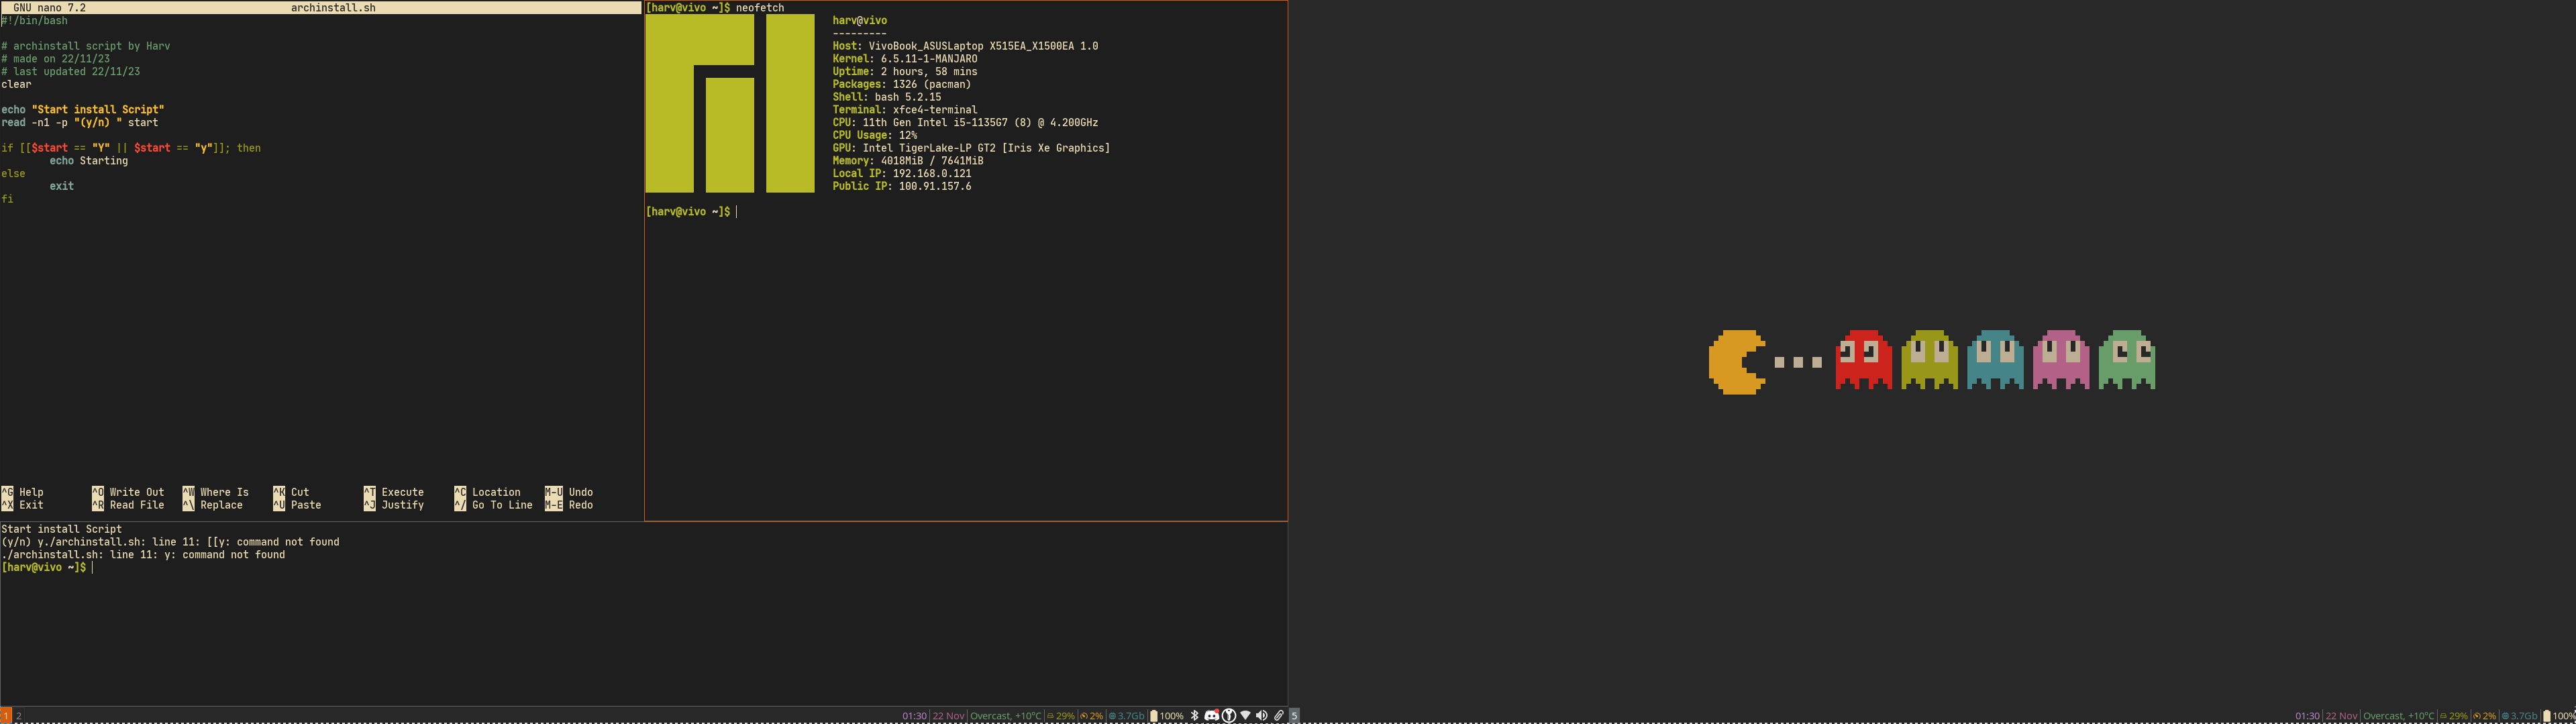 GNU nano 7.2 archinstall.sh
#!/bin/bash
# archinstall script by Harv
# made on 22/11/23
# last updated 22/11/23
clear
echo "Start install Script"
read -n1 -p "(y/n) " start
if [[$start == "Y" || $start == "y"]]; then
echo Starting
else
exit
fi
^G Help ^O Write Out ^W Where Is ^K Cut ^T Execute ^C Location M-U Undo
^X Exit ^R Read File ^\ Replace ^U Paste ^J Justify ^/ Go To Line M-E Redo
[harv@vivo ~]$ neofetch
harv@vivo
---------
Host: VivoBook_ASUSLaptop X515EA_X1500EA 1.0
Kernel: 6.5.11-1-MANJARO
Uptime: 2 hours, 58 mins
Packages: 1326 (pacman)
Shell: bash 5.2.15
Terminal: xfce4-terminal
CPU: 11th Gen Intel i5-1135G7 (8) @ 4.200GHz
CPU Usage: 12%
GPU: Intel TigerLake-LP GT2 [Iris Xe Graphics]
Memory: 4018MiB / 7641MiB
Local IP: 192.168.0.121
Public IP: 100.91.157.6
[harv@vivo ~]$
Start install Script
(y/n) y./archinstall.sh: line 11: [[y: command not found
./archinstall.sh: line 11: y: command not found
[harv@vivo ~]$
1 2 01:30 22 Nov Overcast, +10°C 29% 2% 3.7Gb 100%
5 01:30 22 Nov Overcast, +10°C 29% 2% 3.7Gb 100%